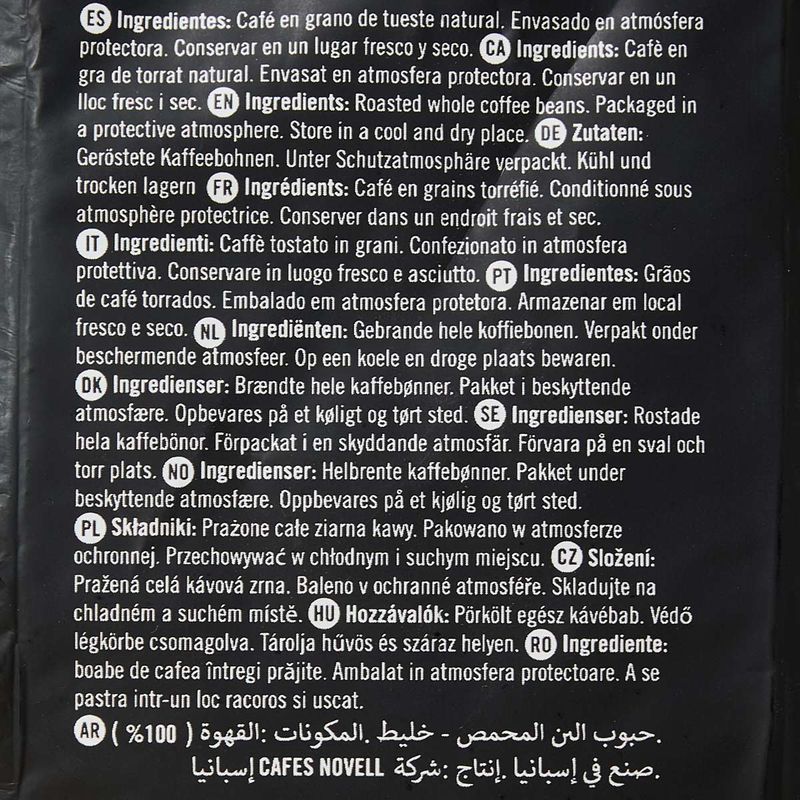 ES Ingredientes: Café en grano de tueste natural. Envasado en atmósfera
protectora. Conservar en un lugar fresco y seco. CA Ingredients: Cafè en
gra de torrat natural. Envasat en atmosfera protectora. Conservar en un
lloc fresc i sec. EN Ingredients: Roasted whole coffee beans. Packaged in
a protective atmosphere. Store in a cool and dry place. DE Zutaten:
Geröstete Kaffeebohnen. Unter Schutzatmosphäre verpackt. Kühl und
trocken lagern FR Ingrédients: Café en grains torréfié. Conditionné sous
atmosphère protectrice. Conserver dans un endroit frais et sec.
IT Ingredienti: Caffè tostato in grani. Confezionato in atmosfera
protettiva. Conservare in luogo fresco e asciutto. PT Ingredientes: Grãos
de café torrados. Embalado em atmosfera protetora. Armazenar em local
fresco e seco. NL Ingrediënten: Gebrande hele koffiebonen. Verpakt onder
beschermende atmosfeer. Op een koele en droge plaats bewaren.
DK Ingredienser: Brændte hele kaffebønner. Pakket i beskyttende
atmosfære. Opbevares på et køligt og tørt sted. SE Ingredienser: Rostade
hela kaffebönor. Förpackat i en skyddande atmosfär. Förvara på en sval och
torr plats. NO Ingredienser: Helbrente kaffebønner. Pakket under
beskyttende atmosfære. Oppbevares på et kjølig og tørt sted.
PL Składniki: Prażone całe ziarna kawy. Pakowano w atmosferze
ochronnej. Przechowywać w chłodnym i suchym miejscu. CZ Složení:
Pražená celá kávová zrna. Baleno v ochranné atmosféře. Skladujte na
chladném a suchém místě. HU Hozzávalók: Pörkölt egész kávébab. Védő
légkörbe csomagolva. Tárolja hűvös és száraz helyen. RO Ingrediente:
boabe de cafea întregi prăjite. Ambalat in atmosfera protectoare. A se
pastra intr-un loc racoros si uscat.
AR ( %100 ) حبوب البن المحمص - خليط .المكونات: القهوة.
صنع في إسبانيا .إنتاج: شركة CAFES NOVELL إسبانيا.